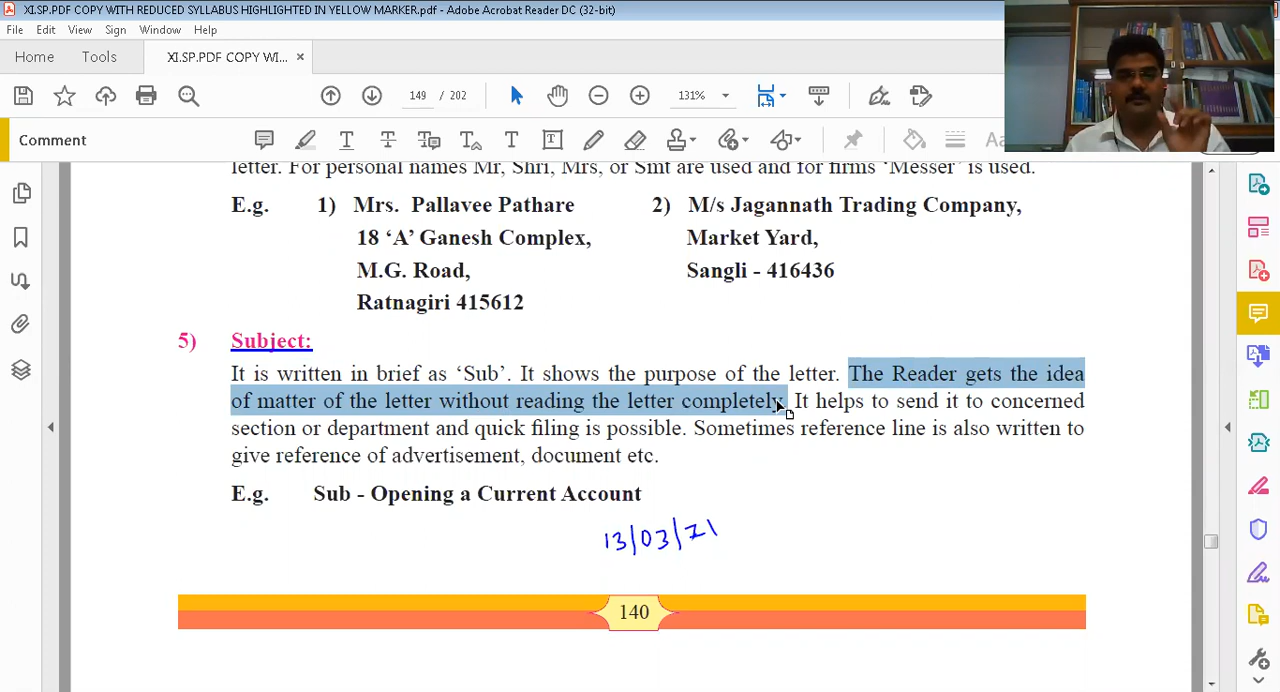 XI.SP.PDF COPY WITH REDUCED SYLLABUS HIGHLIGHTED IN YELLOW MARKER.pdf - Adobe Acrobat Reader DC (32-bit)
File Edit View Sign Window Help
Home Tools XI.SP.PDF COPY WI... ×
149 / 202 131%
Comment
letter. For personal names Mr, Shri, Mrs, or Smt are used and for firms ‘Messer’ is used.
E.g. 1) Mrs. Pallavee Pathare 2) M/s Jagannath Trading Company,
18 ‘A’ Ganesh Complex, Market Yard,
M.G. Road, Sangli - 416436
Ratnagiri 415612
5) Subject:
It is written in brief as ‘Sub’. It shows the purpose of the letter. The Reader gets the idea
of matter of the letter without reading the letter completely. It helps to send it to concerned
section or department and quick filing is possible. Sometimes reference line is also written to
give reference of advertisement, document etc.
E.g. Sub - Opening a Current Account
13/03/21
140